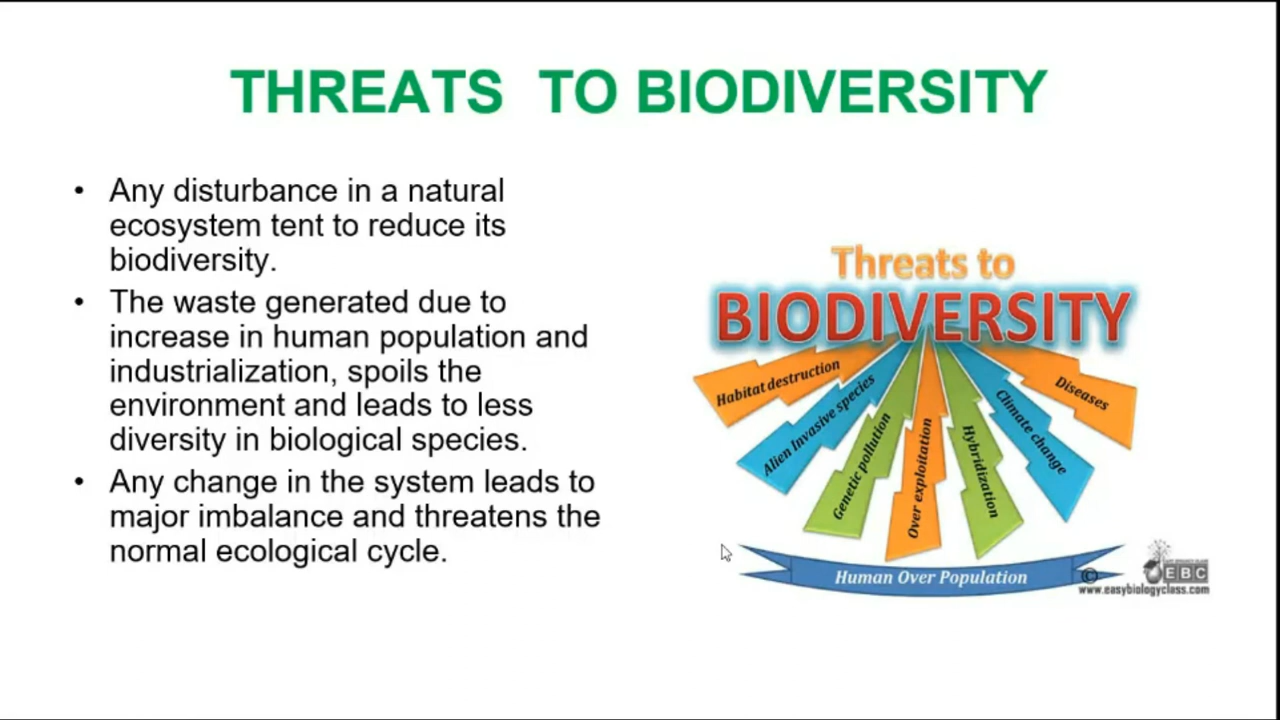 THREATS TO BIODIVERSITY
• Any disturbance in a natural
ecosystem tent to reduce its
biodiversity.
• The waste generated due to
increase in human population and
industrialization, spoils the
environment and leads to less
diversity in biological species.
• Any change in the system leads to
major imbalance and threatens the
normal ecological cycle.
Threats to
BIODIVERSITY
Habitat destruction
Alien Invasive species
Genetic pollution
Over exploitation
Hybridization
Climate change
Diseases
Human Over Population
©
EBC
www.easybiologyclass.com